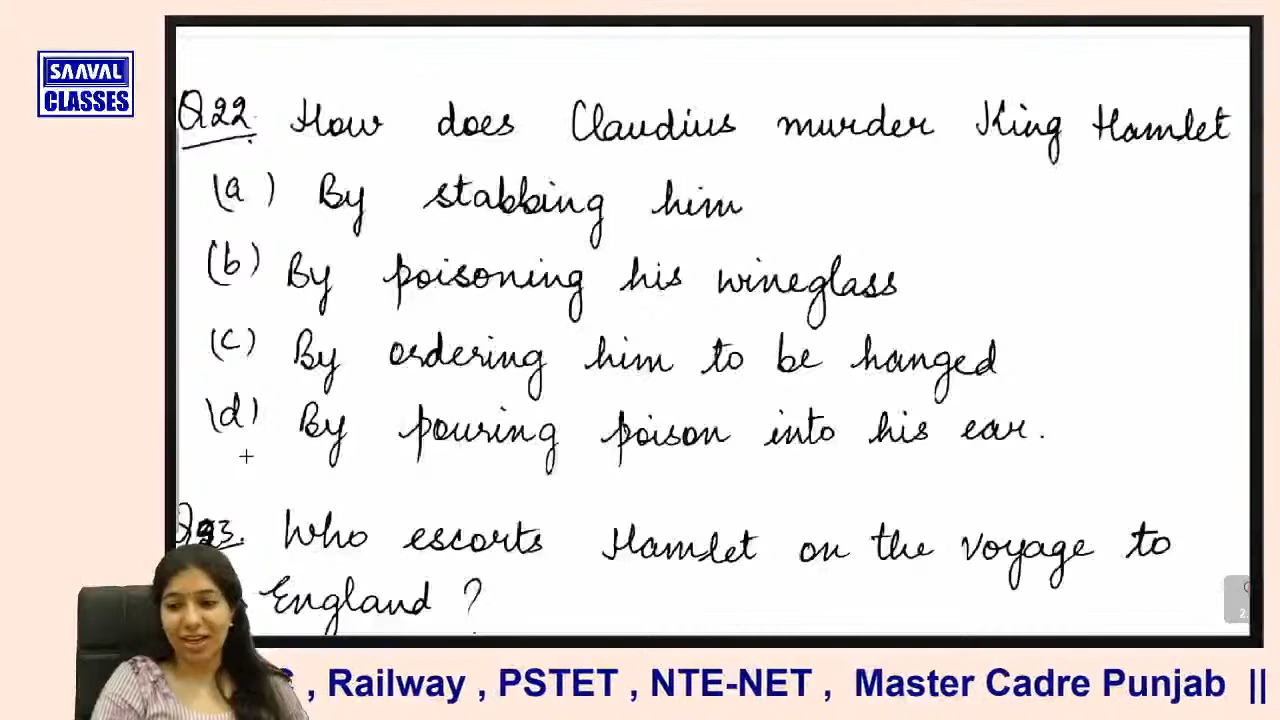 SAAVAL
CLASSES
Q22. How does Claudius murder King Hamlet
(a) By stabbing him
(b) By poisoning his wineglass
(c) By ordering him to be hanged
(d) By pouring poison into his ear.
Who escorts Hamlet on the voyage to
England ?
, Railway , PSTET , NTE-NET , Master Cadre Punjab ||